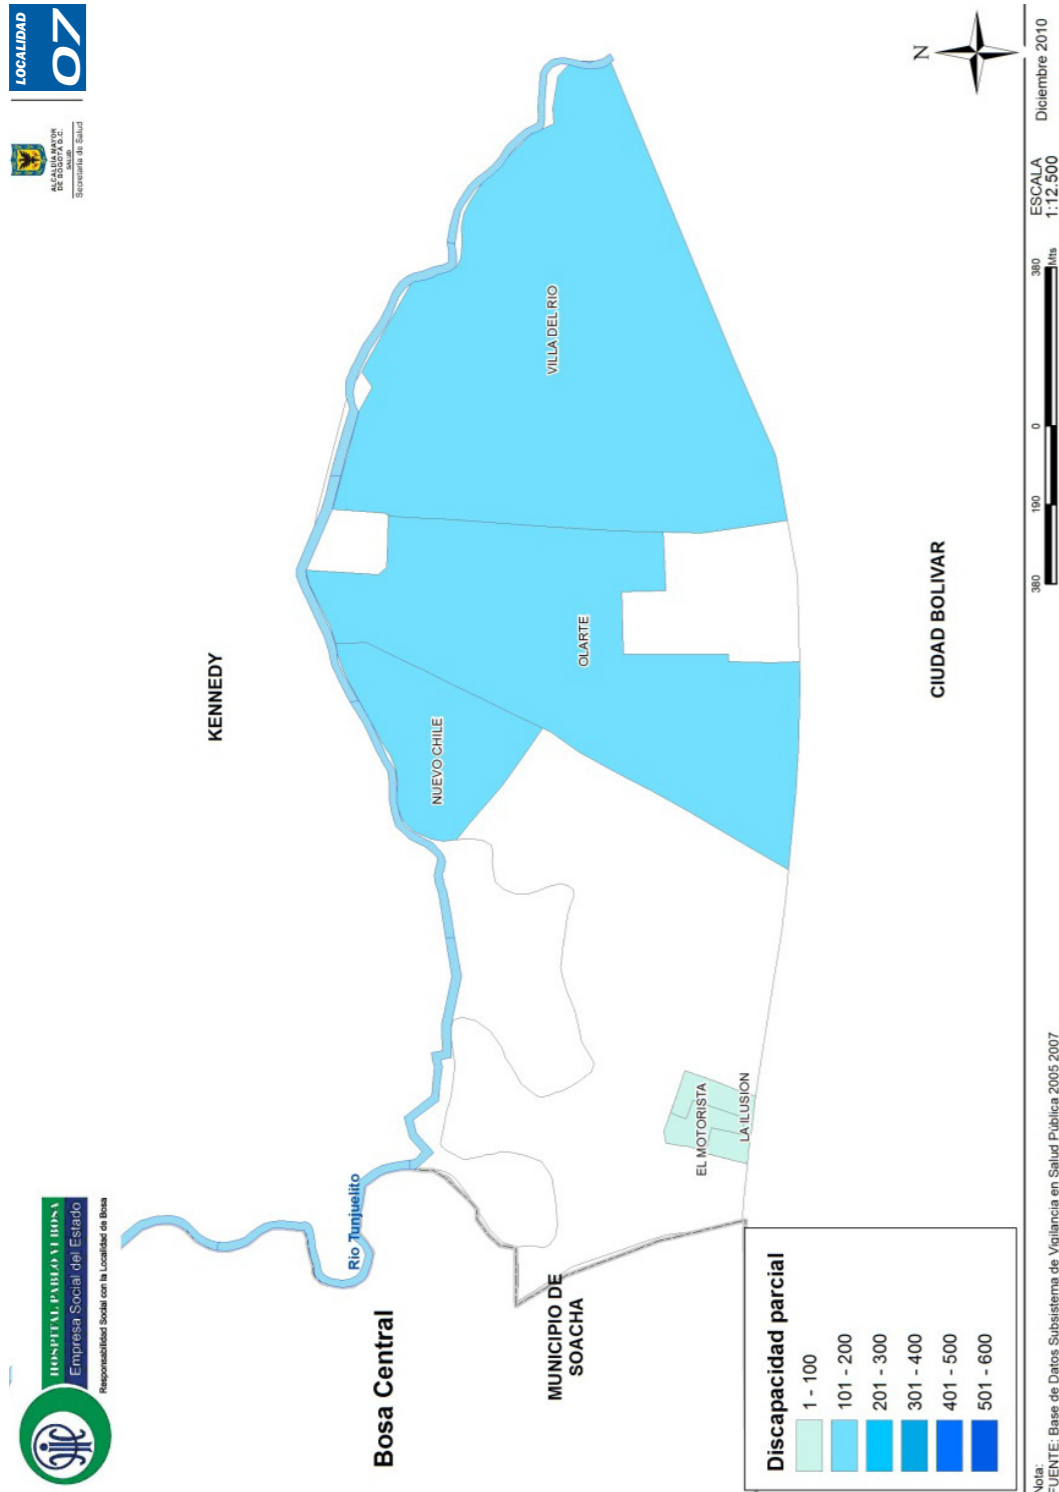 HOSPITAL PABLO VI BOSA
Empresa Social del Estado
Responsabilidad Social con la Localidad de Bosa
ALCALDÍA MAYOR
DE BOGOTÁ D.C.
SALUD
Secretaría de Salud
LOCALIDAD
07
KENNEDY
Rio Tunjuelito
Bosa Central
NUEVO CHILE
VILLA DEL RIO
OLARTE
MUNICIPIO DE
SOACHA
EL MOTORISTA
LA ILUSION
CIUDAD BOLIVAR
N
Discapacidad parcial
1 - 100
101 - 200
201 - 300
301 - 400
401 - 500
501 - 600
Nota:
FUENTE: Base de Datos Subsistema de Vigilancia en Salud Pública 2005 2007
380 190 0 380
Mts
ESCALA
1:12.500
Diciembre 2010